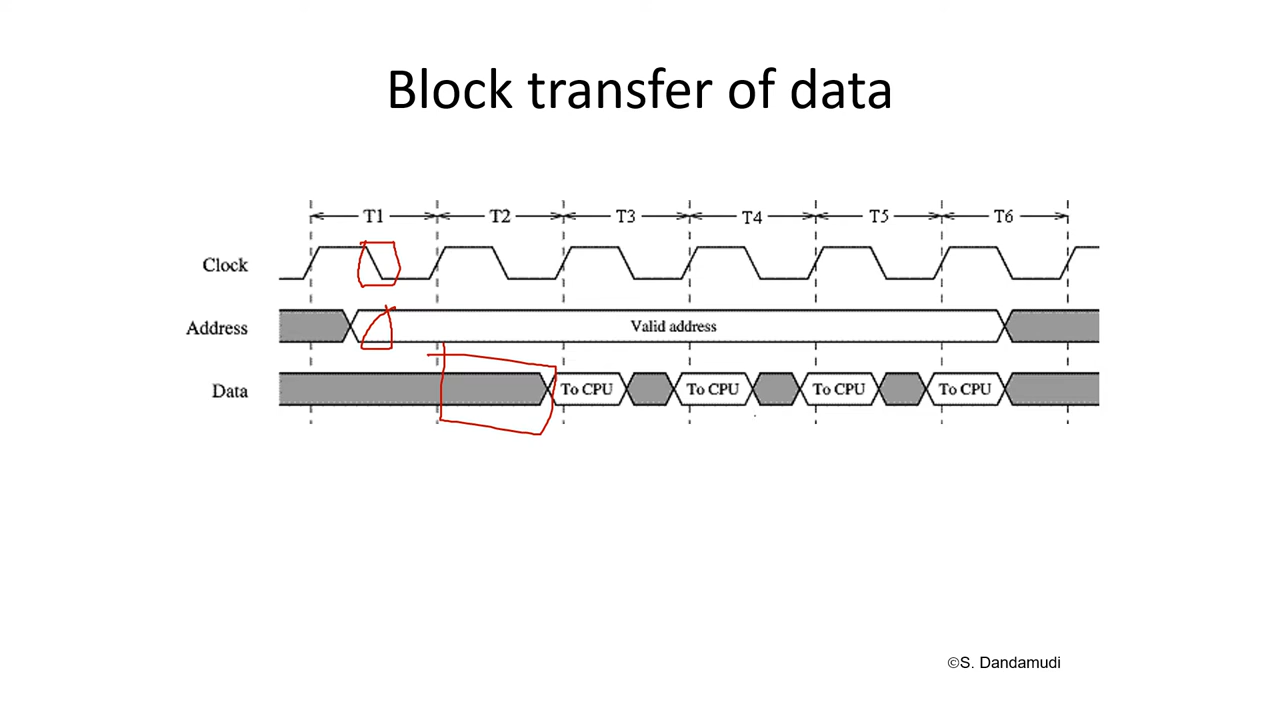 Block transfer of data
T1 T2 T3 T4 T5 T6
Clock
Address Valid address
Data To CPU To CPU To CPU To CPU
©S. Dandamudi